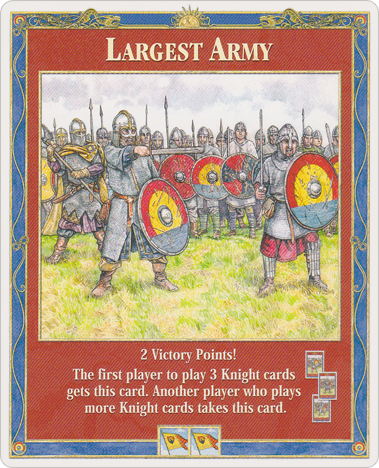 LARGEST ARMY
2 Victory Points!
The first player to play 3 Knight cards
gets this card. Another player who plays
more Knight cards takes this card.